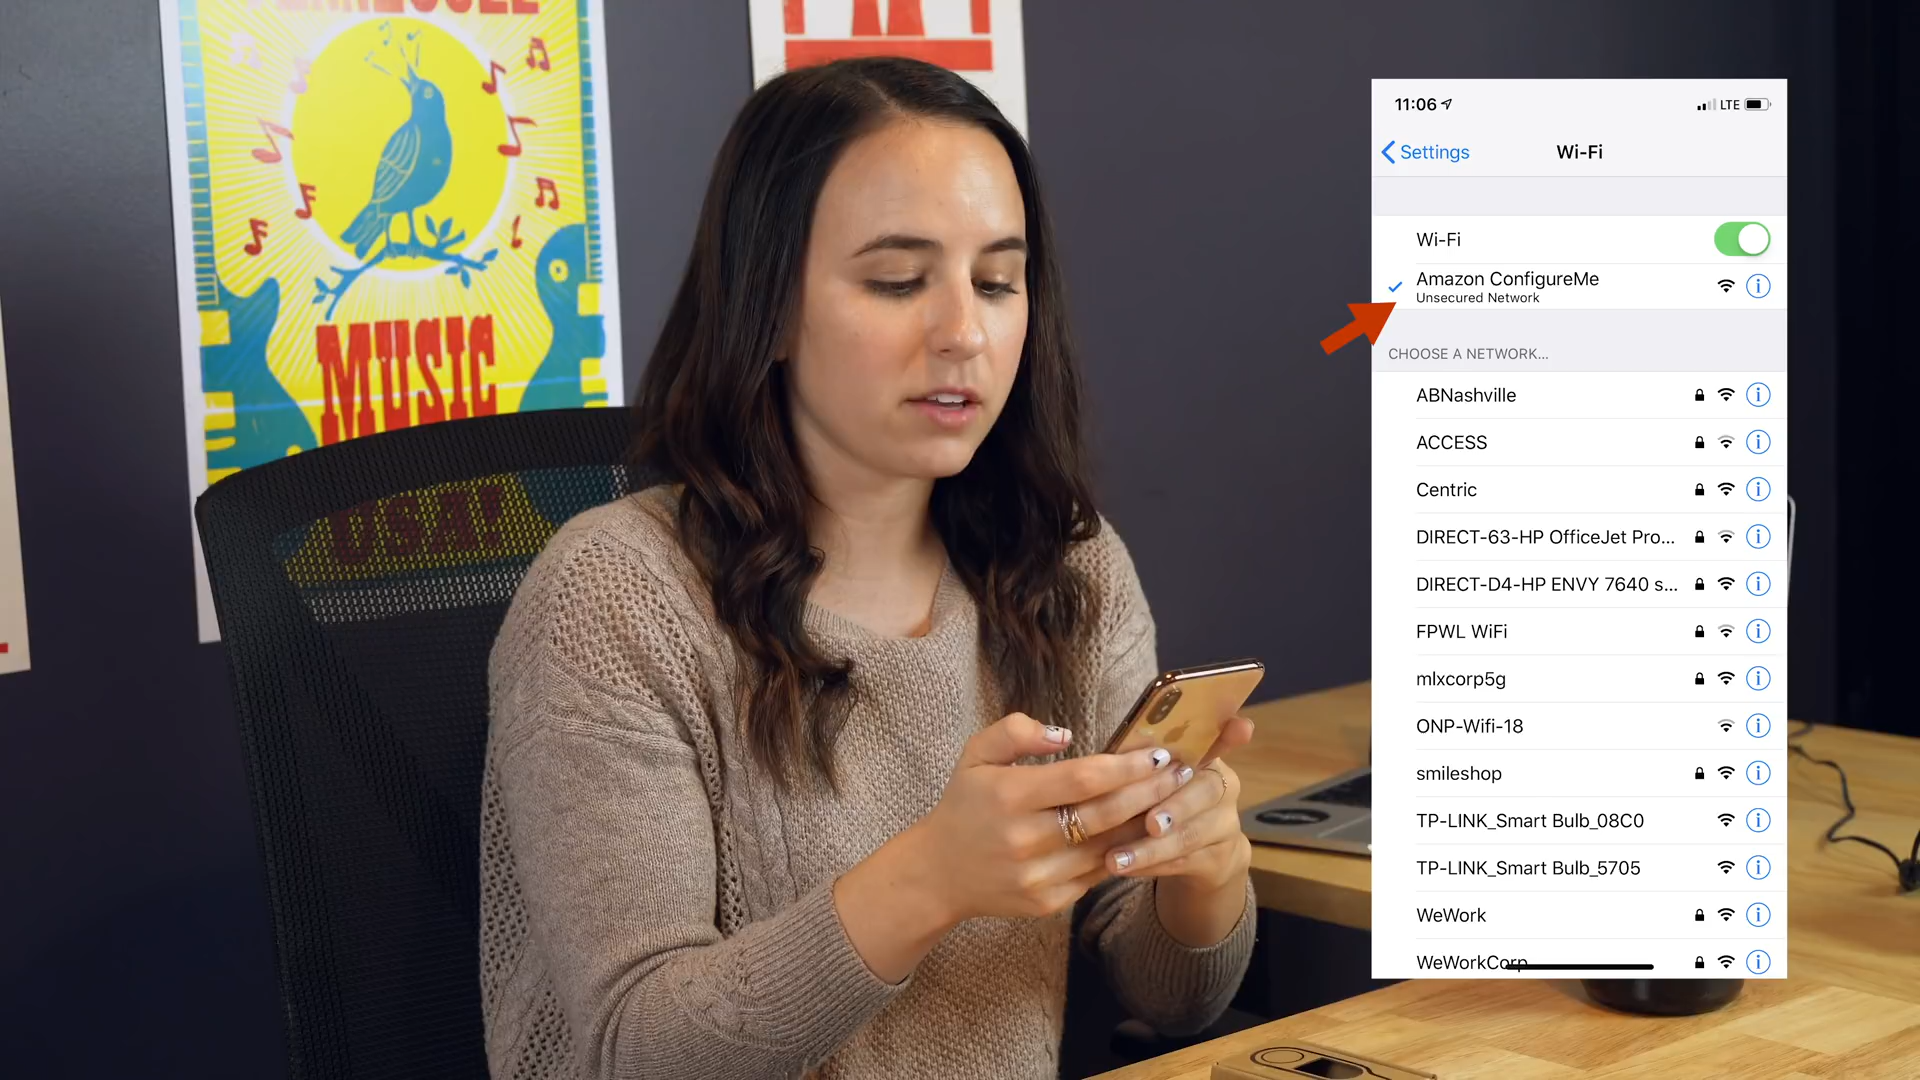 TENNESSEE
MUSIC
USA!
11:06
LTE
Settings
Wi-Fi
Wi-Fi
Amazon ConfigureMe
Unsecured Network
CHOOSE A NETWORK...
ABNashville
ACCESS
Centric
DIRECT-63-HP OfficeJet Pro...
DIRECT-D4-HP ENVY 7640 s...
FPWL WiFi
mlxcorp5g
ONP-Wifi-18
smileshop
TP-LINK_Smart Bulb_08C0
TP-LINK_Smart Bulb_5705
WeWork
WeWorkCorp